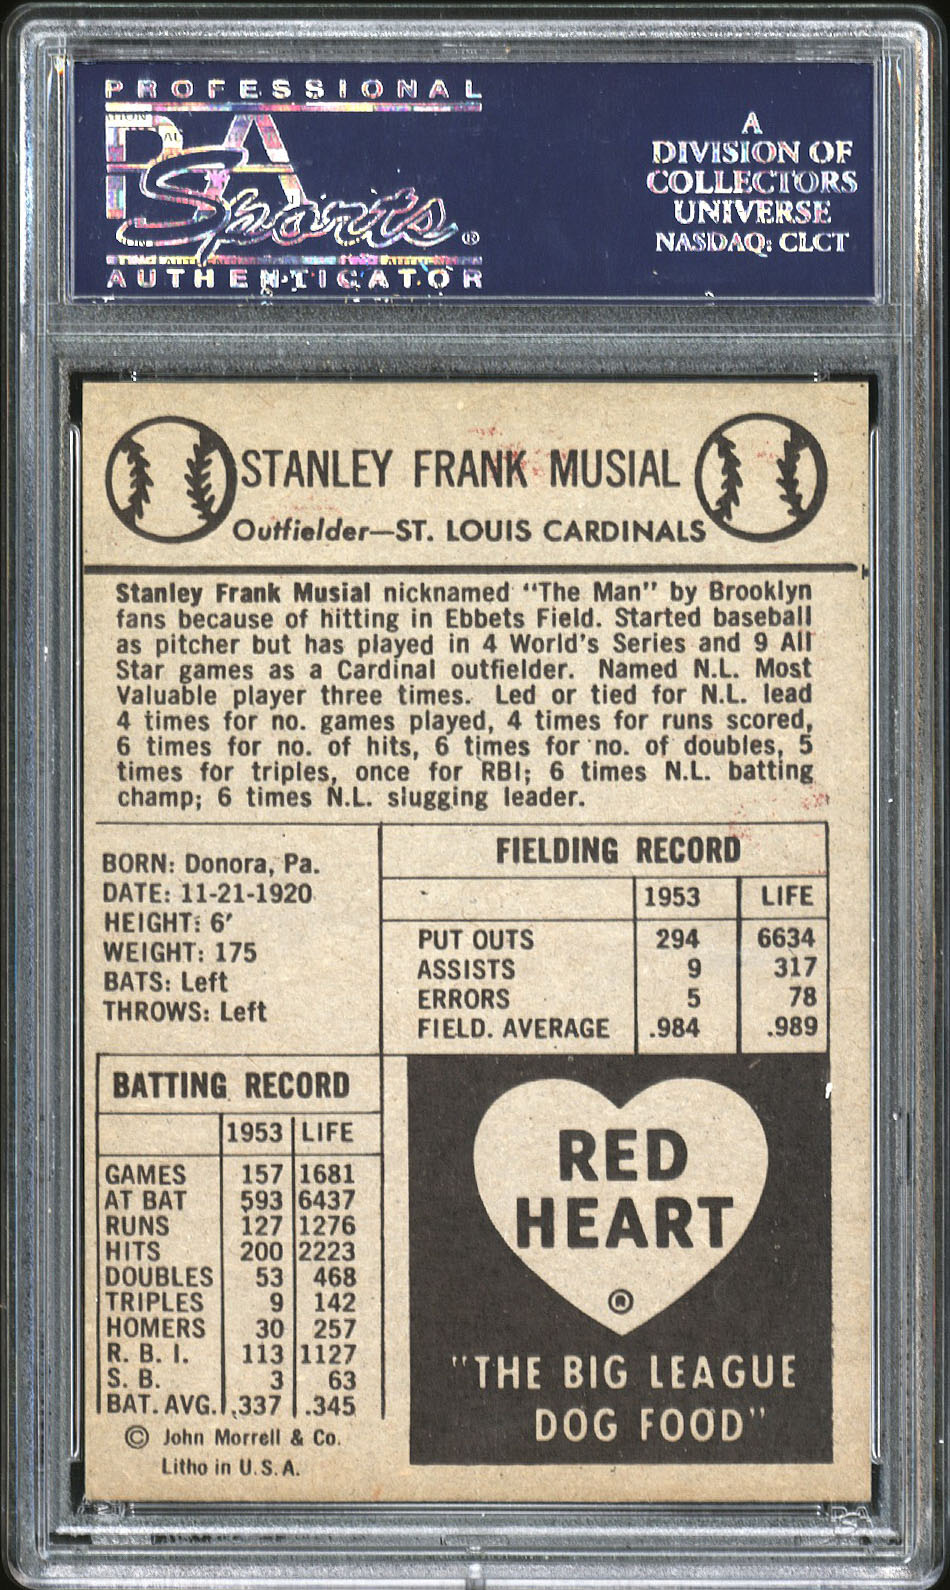 PROFESSIONAL
PSA
Sports®
AUTHENTICATOR
A
DIVISION OF
COLLECTORS
UNIVERSE
NASDAQ: CLCT
STANLEY FRANK MUSIAL
Outfielder—ST. LOUIS CARDINALS
Stanley Frank Musial nicknamed "The Man" by Brooklyn
fans because of hitting in Ebbets Field. Started baseball
as pitcher but has played in 4 World's Series and 9 All
Star games as a Cardinal outfielder. Named N.L. Most
Valuable player three times. Led or tied for N.L. lead
4 times for no. games played, 4 times for runs scored,
6 times for no. of hits, 6 times for no. of doubles, 5
times for triples, once for RBI; 6 times N.L. batting
champ; 6 times N.L. slugging leader.
BORN: Donora, Pa.
DATE: 11-21-1920
HEIGHT: 6'
WEIGHT: 175
BATS: Left
THROWS: Left
FIELDING RECORD
1953 LIFE
PUT OUTS 294 6634
ASSISTS 9 317
ERRORS 5 78
FIELD. AVERAGE .984 .989
BATTING RECORD
1953 LIFE
GAMES 157 1681
AT BAT 593 6437
RUNS 127 1276
HITS 200 2223
DOUBLES 53 468
TRIPLES 9 142
HOMERS 30 257
R. B. I. 113 1127
S. B. 3 63
BAT. AVG. .337 .345
© John Morrell & Co.
Litho in U.S.A.
RED
HEART
®
"THE BIG LEAGUE
DOG FOOD"